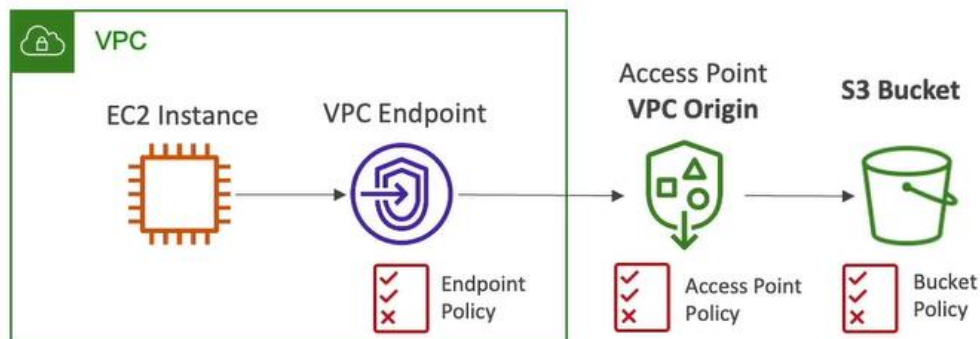 VPC
EC2 Instance
VPC Endpoint
Access Point
VPC Origin
S3 Bucket
Endpoint
Policy
Access Point
Policy
Bucket
Policy